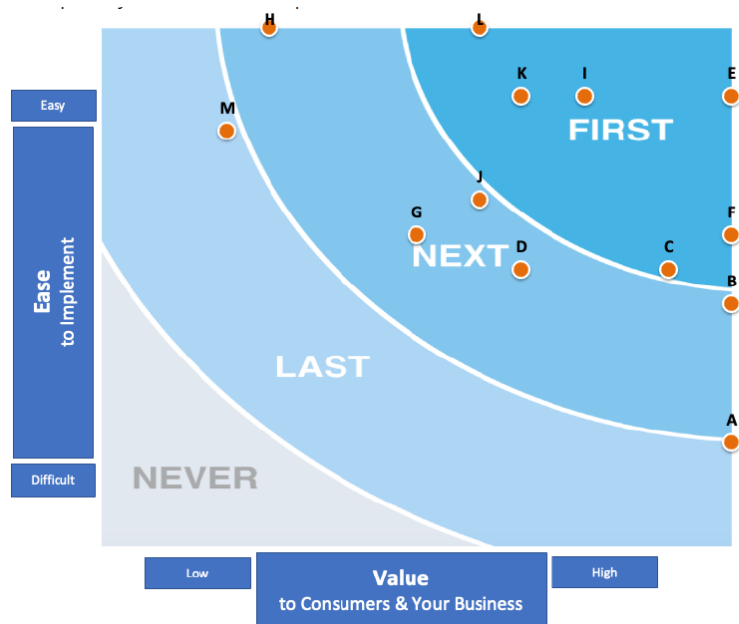 H
L
K
I
E
Easy
M
FIRST
J
G
F
NEXT
D
C
B
Ease
to Implement
LAST
A
Difficult
NEVER
Low
Value
to Consumers & Your Business
High